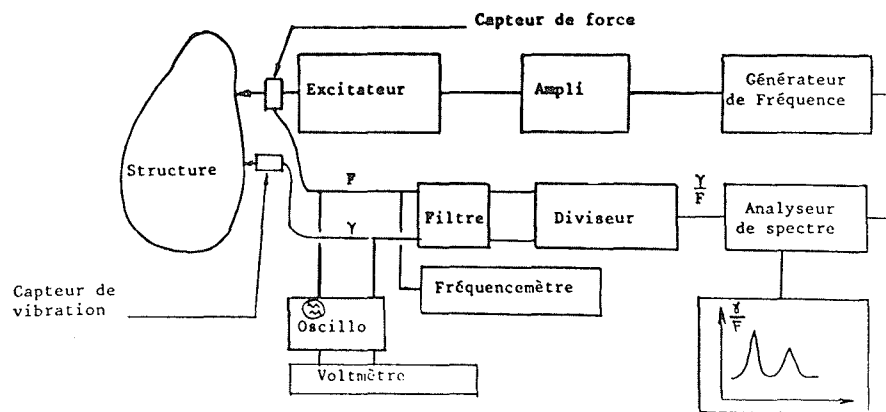 Capteur de force
Excitateur
Ampli
Générateur
de Fréquence
Structure
F
γ
Filtre
Diviseur
γ
F
Analyseur
de spectre
Capteur de
vibration
Fréquencemètre
Oscillo
Voltmètre
γ
F